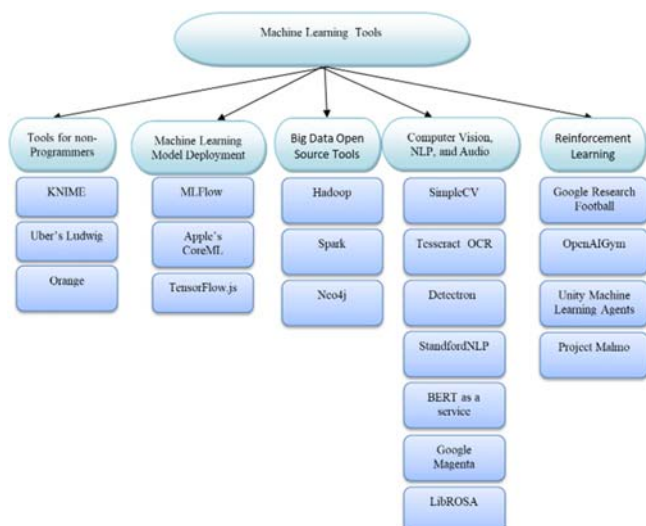 Machine Learning Tools
Tools for non-
Programmers
KNIME
Uber's Ludwig
Orange
Machine Learning
Model Deployment
MLFlow
Apple's
CoreML
TensorFlow.js
Big Data Open
Source Tools
Hadoop
Spark
Neo4j
Computer Vision,
NLP, and Audio
SimpleCV
Tesseract OCR
Detectron
StandfordNLP
BERT as a
service
Google
Magenta
LibROSA
Reinforcement
Learning
Google Research
Football
OpenAIGym
Unity Machine
Learning Agents
Project Malmo